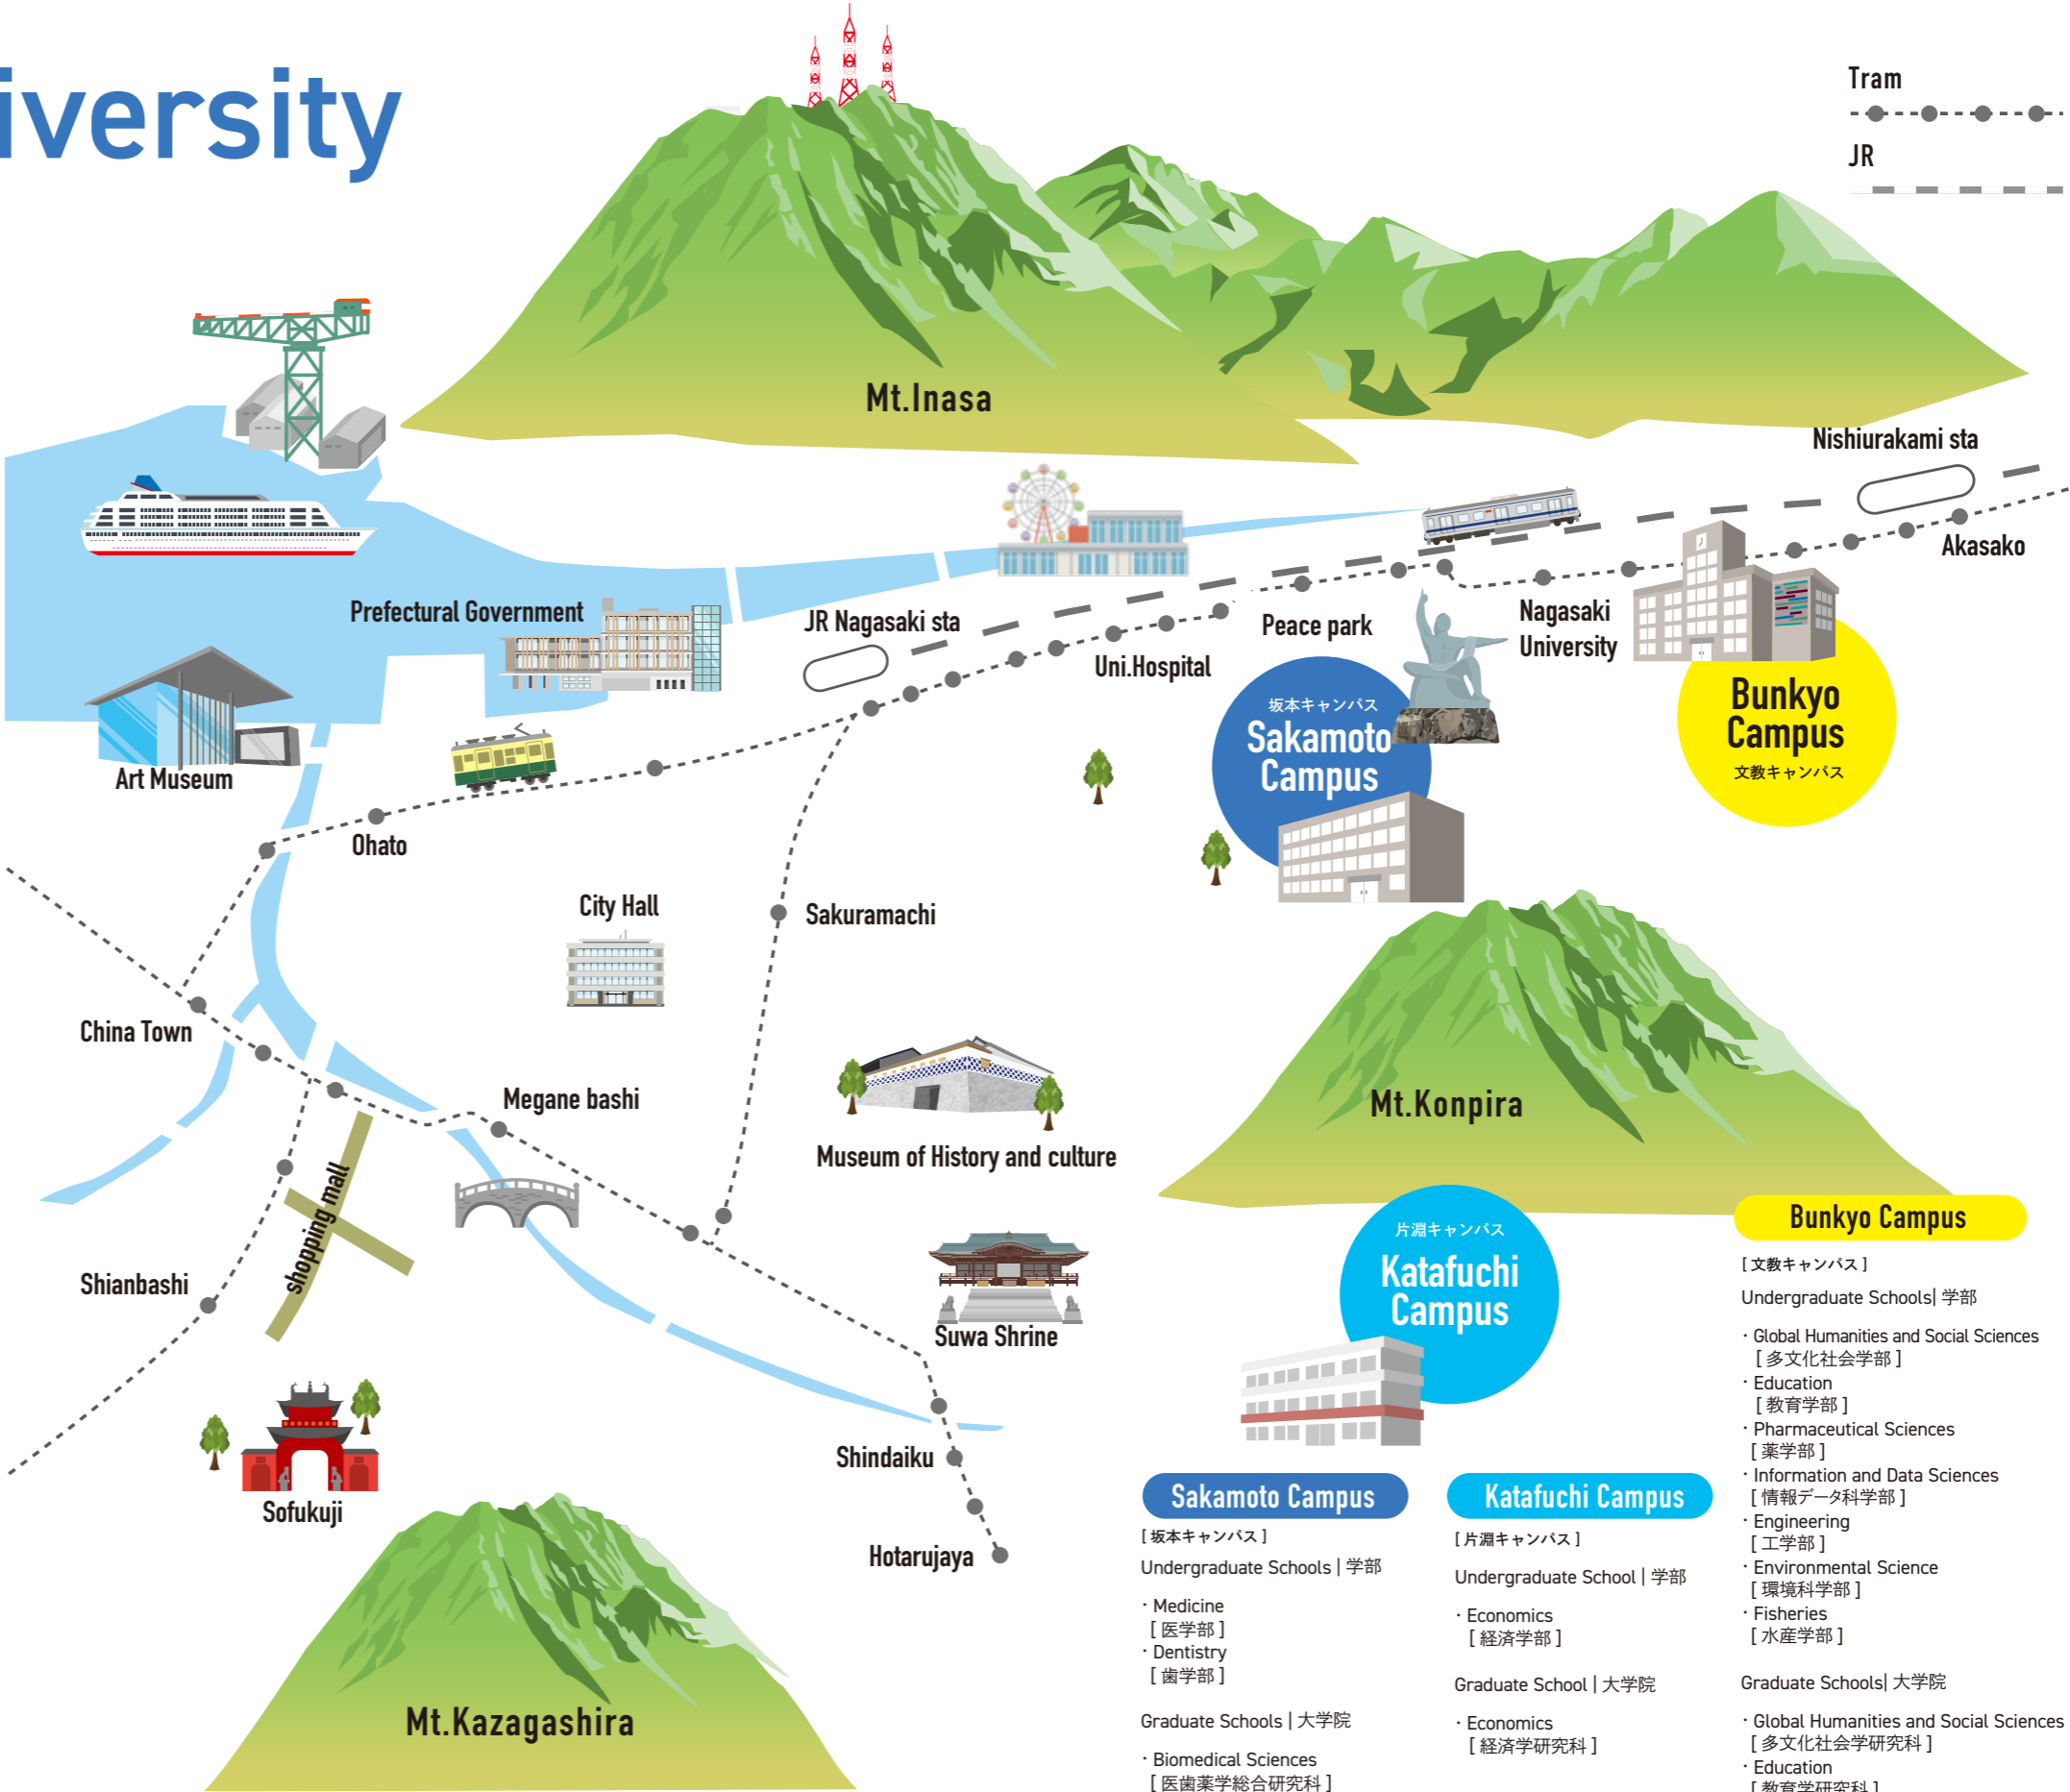 iversity
Tram
JR
Mt.Inasa
Nishiurakami sta
Akasako
Prefectural Government
JR Nagasaki sta
Peace park
Nagasaki
University
Uni.Hospital
坂本キャンパス
Sakamoto
Campus
Bunkyo
Campus
文教キャンパス
Art Museum
Ohato
City Hall
Sakuramachi
China Town
Megane bashi
Mt.Konpira
Museum of History and culture
shopping mall
Shianbashi
Suwa Shrine
片淵キャンパス
Katafuchi
Campus
Sofukuji
Shindaiku
Hotarujaya
Mt.Kazagashira
Sakamoto Campus
[ 坂本キャンパス ]
Undergraduate Schools | 学部
・Medicine
[ 医学部 ]
・Dentistry
[ 歯学部 ]
Graduate Schools | 大学院
・Biomedical Sciences
[ 医歯薬学総合研究科 ]
Katafuchi Campus
[ 片淵キャンパス ]
Undergraduate School | 学部
・Economics
[ 経済学部 ]
Graduate School | 大学院
・Economics
[ 経済学研究科 ]
Bunkyo Campus
[ 文教キャンパス ]
Undergraduate Schools| 学部
・Global Humanities and Social Sciences
[ 多文化社会学部 ]
・Education
[ 教育学部 ]
・Pharmaceutical Sciences
[ 薬学部 ]
・Information and Data Sciences
[ 情報データ科学部 ]
・Engineering
[ 工学部 ]
・Environmental Science
[ 環境科学部 ]
・Fisheries
[ 水産学部 ]
Graduate Schools| 大学院
・Global Humanities and Social Sciences
[ 多文化社会学研究科 ]
・Education
[ 教育学研究科 ]